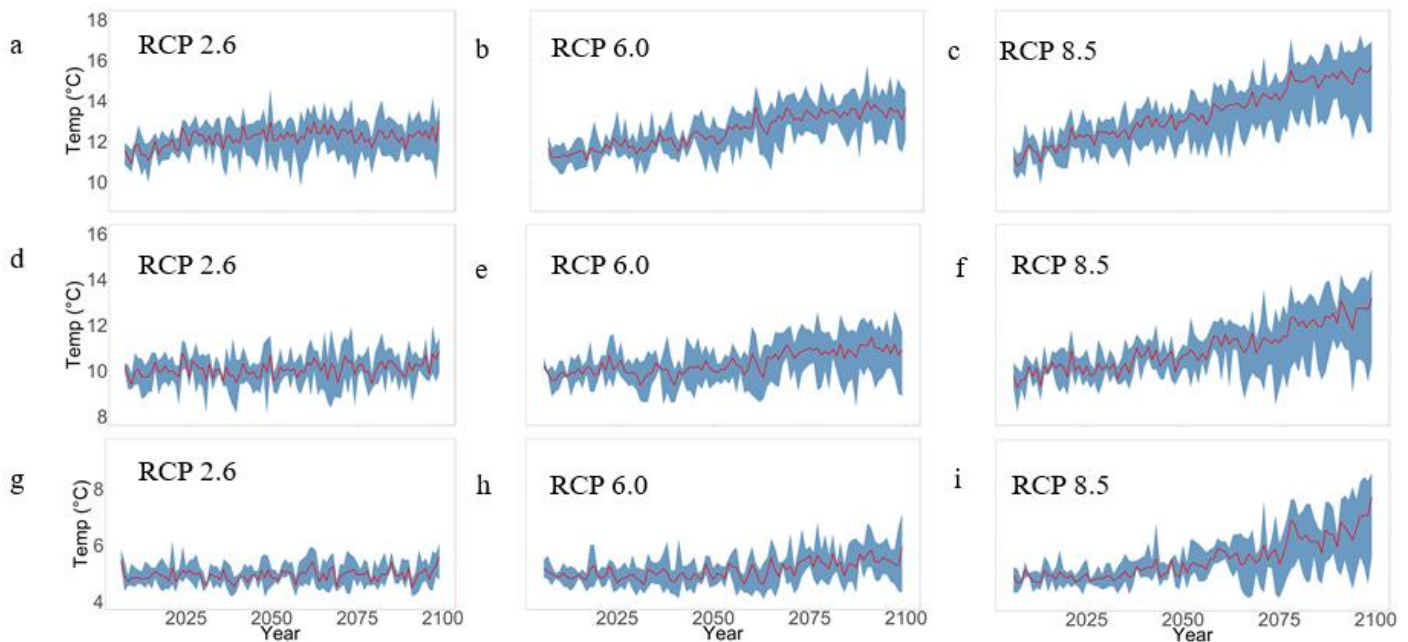 a
RCP 2.6
b
RCP 6.0
c
RCP 8.5
18
16
14
12
10
Temp (°C)
d
RCP 2.6
e
RCP 6.0
f
RCP 8.5
16
14
12
10
8
Temp (°C)
g
RCP 2.6
h
RCP 6.0
i
RCP 8.5
8
6
4
Temp (°C)
2025 2050 2075 2100
Year
2025 2050 2075 2100
Year
2025 2050 2075 2100
Year